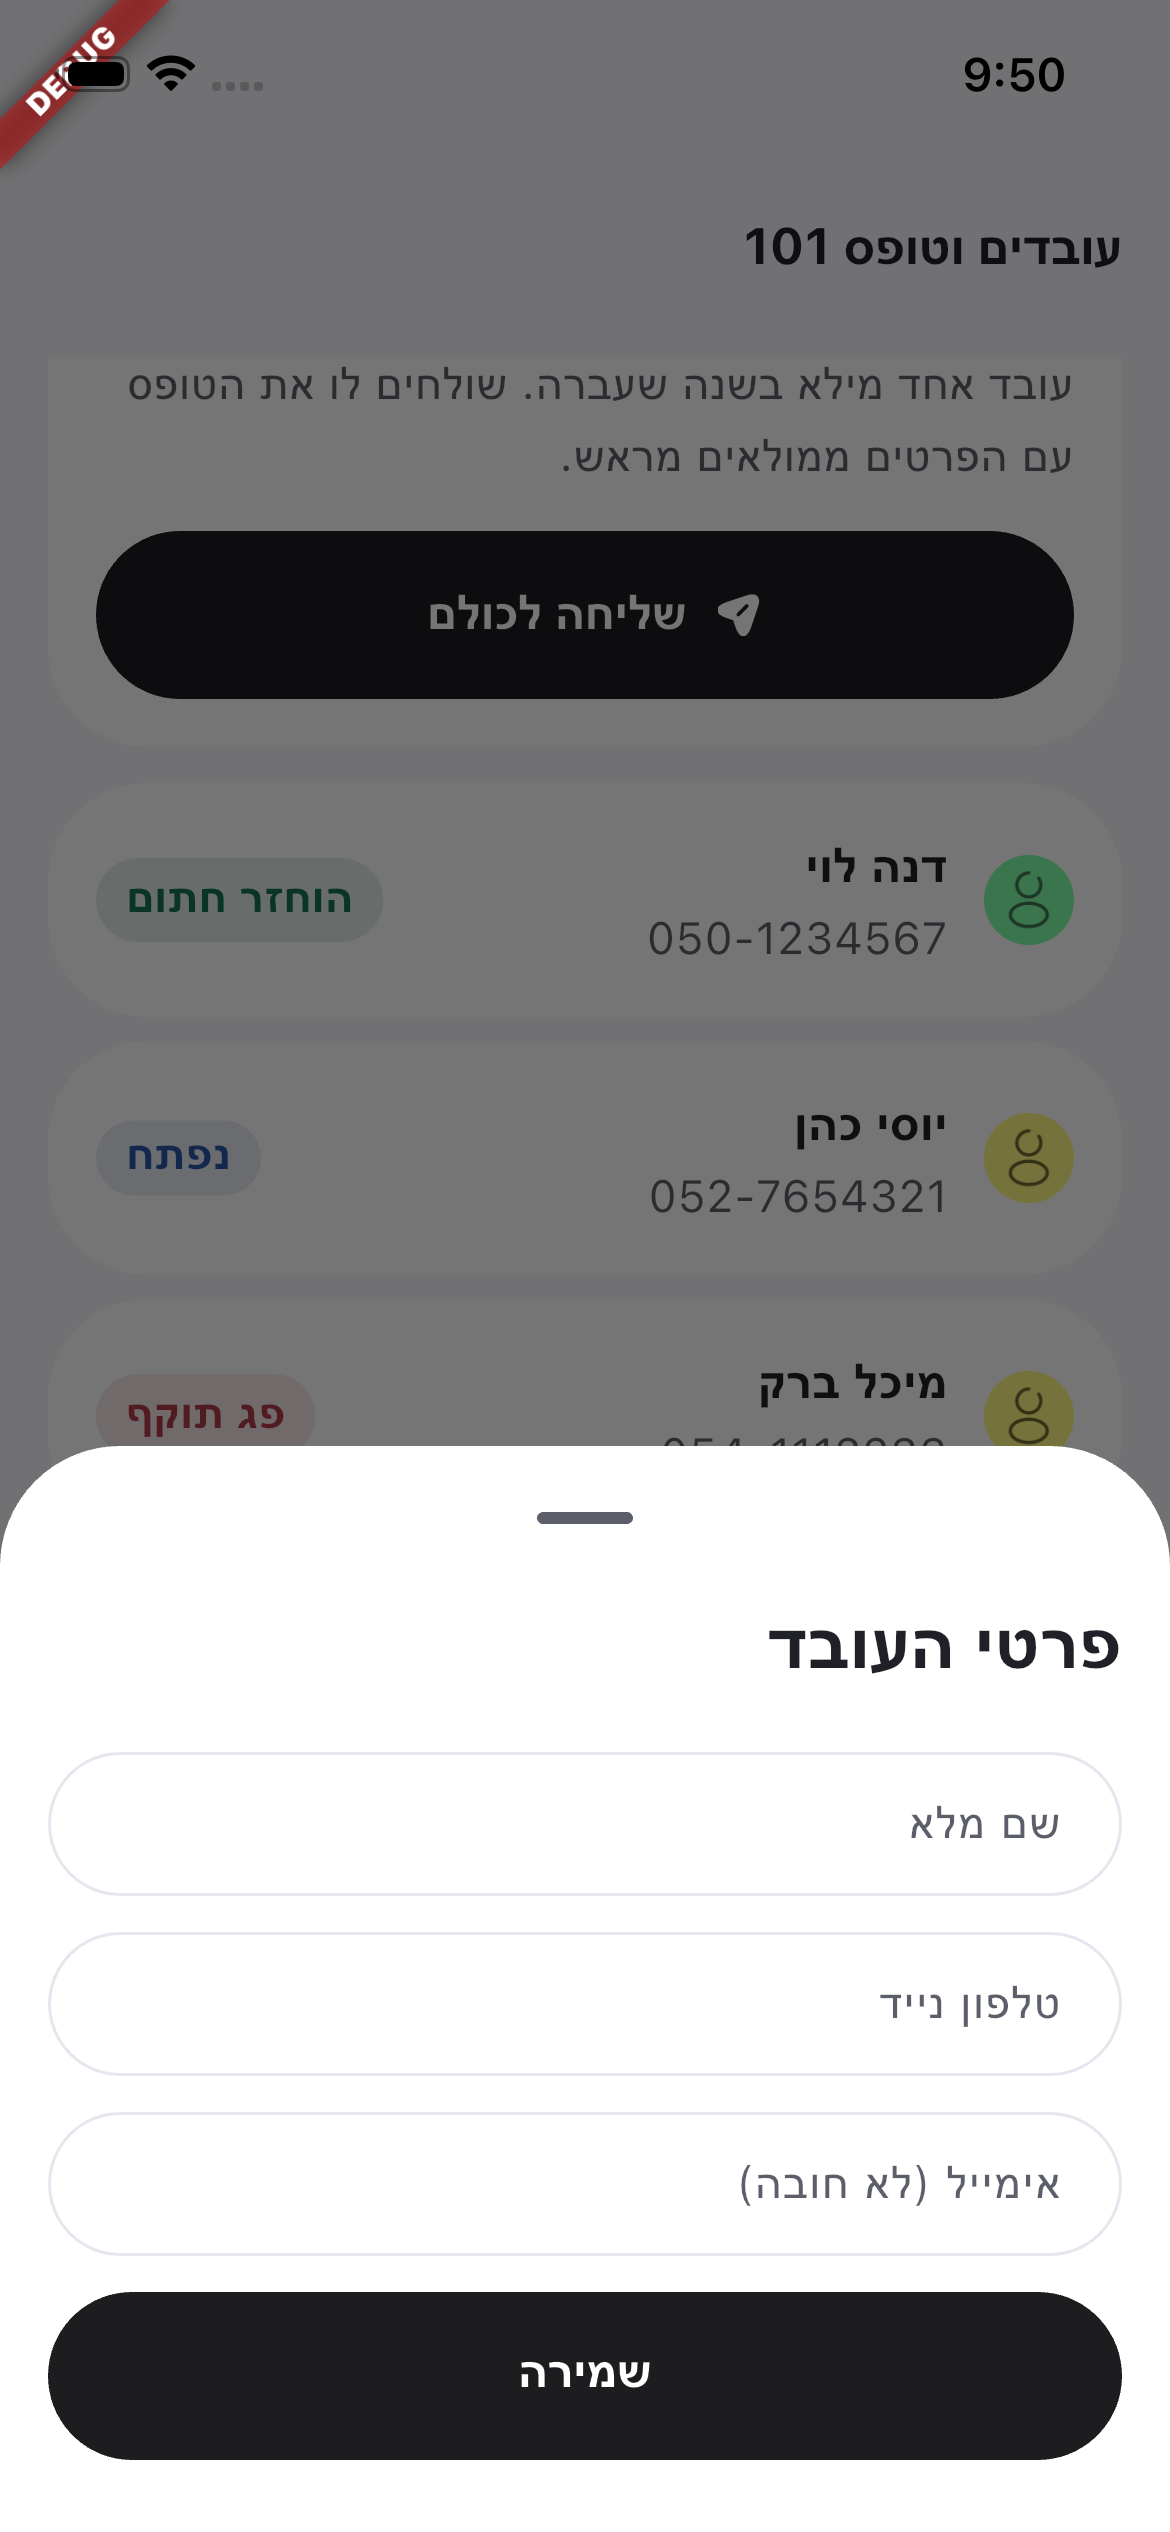 DEBUG
9:50
עובדים וטופס 101
עובד אחד מילא בשנה שעברה. שולחים לו את הטופס
עם הפרטים ממולאים מראש.
שליחה לכולם
דנה לוי
050-1234567
הוחזר חתום
יוסי כהן
052-7654321
נפתח
מיכל ברק
פג תוקף
פרטי העובד
שם מלא
טלפון נייד
אימייל (לא חובה)
שמירה